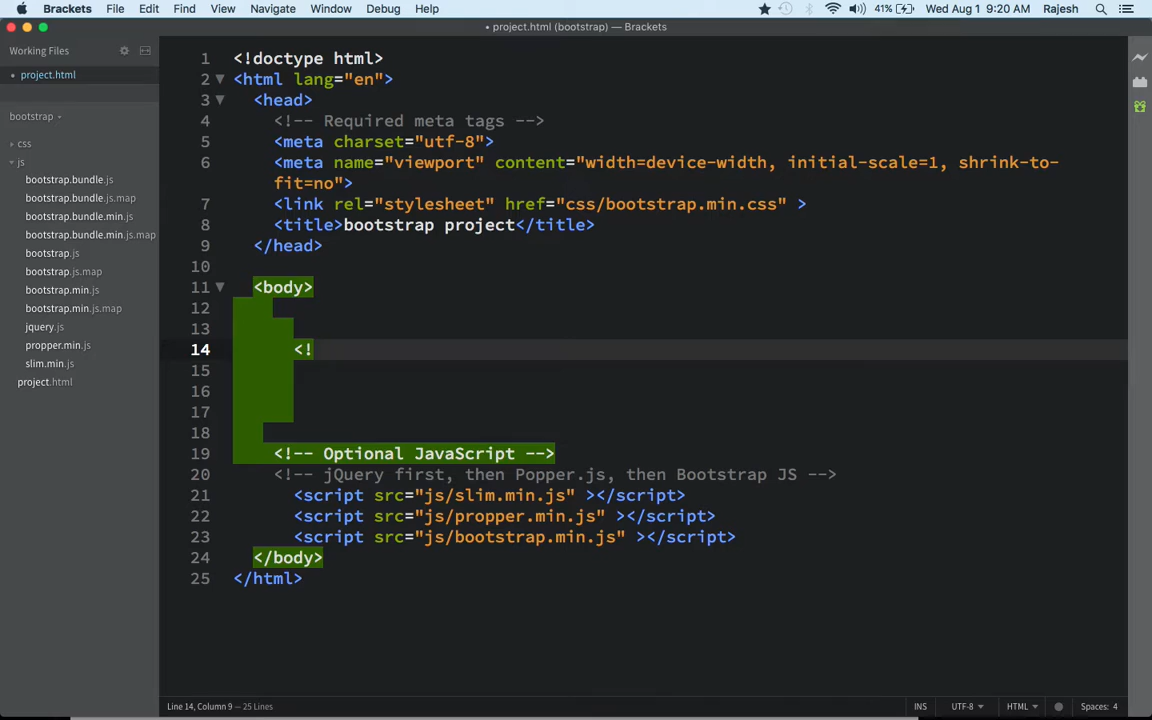 Brackets File Edit Find View Navigate Window Debug Help 41% Wed Aug 1 9:20 AM Rajesh
• project.html (bootstrap) — Brackets
Working Files
• project.html
bootstrap
css
js
bootstrap.bundle.js
bootstrap.bundle.js.map
bootstrap.bundle.min.js
bootstrap.bundle.min.js.map
bootstrap.js
bootstrap.js.map
bootstrap.min.js
bootstrap.min.js.map
jquery.js
propper.min.js
slim.min.js
project.html
1 <!doctype html>
2 <html lang="en">
3 <head>
4 <!-- Required meta tags -->
5 <meta charset="utf-8">
6 <meta name="viewport" content="width=device-width, initial-scale=1, shrink-to-
fit=no">
7 <link rel="stylesheet" href="css/bootstrap.min.css" >
8 <title>bootstrap project</title>
9 </head>
10
11 <body>
12
13
14 <!
15
16
17
18
19 <!-- Optional JavaScript -->
20 <!-- jQuery first, then Popper.js, then Bootstrap JS -->
21 <script src="js/slim.min.js" ></script>
22 <script src="js/propper.min.js" ></script>
23 <script src="js/bootstrap.min.js" ></script>
24 </body>
25 </html>
Line 14, Column 9 — 25 Lines INS UTF-8 HTML Spaces: 4